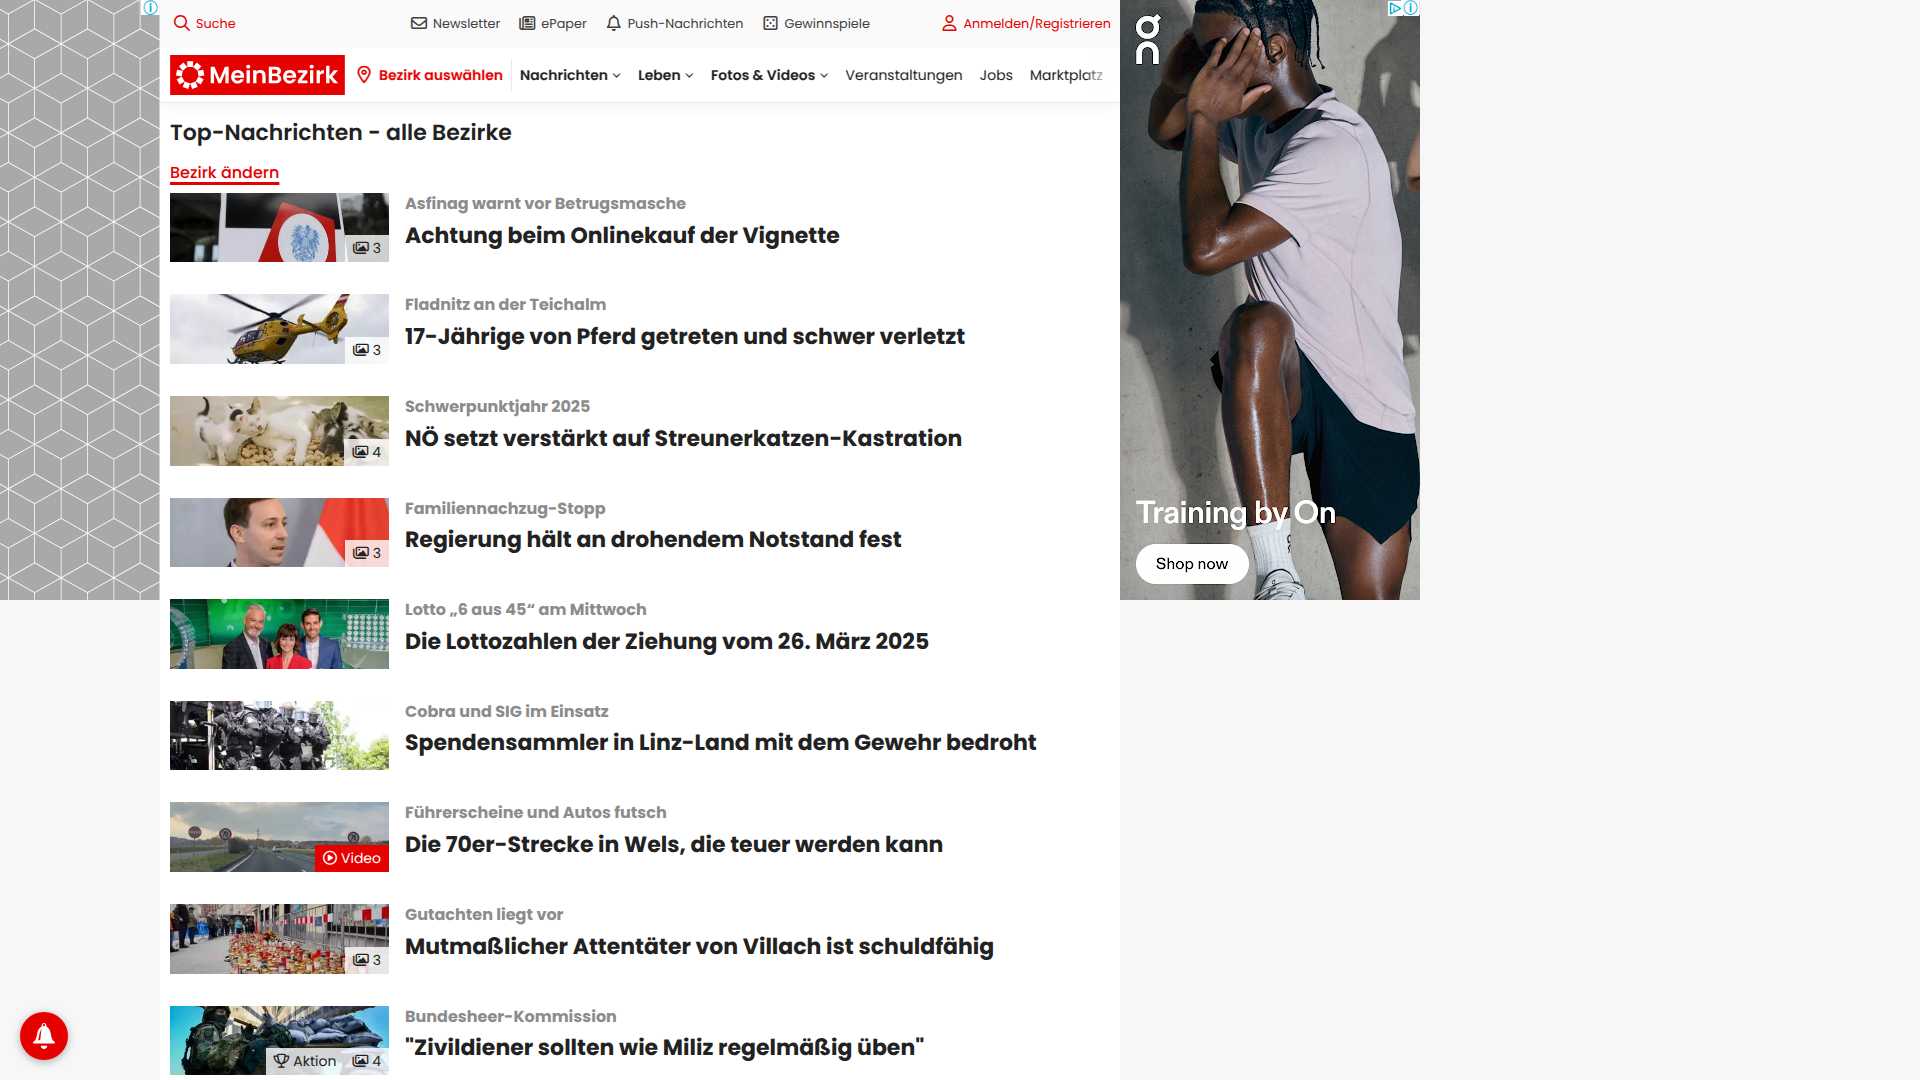 Suche
Newsletter
ePaper
Push-Nachrichten
Gewinnspiele
Anmelden/Registrieren
MeinBezirk
Bezirk auswählen
Nachrichten
Leben
Fotos & Videos
Veranstaltungen
Jobs
Marktplatz
Top-Nachrichten - alle Bezirke
Bezirk ändern
3
Asfinag warnt vor Betrugsmasche
Achtung beim Onlinekauf der Vignette
3
Fladnitz an der Teichalm
17-Jährige von Pferd getreten und schwer verletzt
4
Schwerpunktjahr 2025
NÖ setzt verstärkt auf Streunerkatzen-Kastration
3
Familiennachzug-Stopp
Regierung hält an drohendem Notstand fest
Lotto „6 aus 45“ am Mittwoch
Die Lottozahlen der Ziehung vom 26. März 2025
Cobra und SIG im Einsatz
Spendensammler in Linz-Land mit dem Gewehr bedroht
Video
Führerscheine und Autos futsch
Die 70er-Strecke in Wels, die teuer werden kann
3
Gutachten liegt vor
Mutmaßlicher Attentäter von Villach ist schuldfähig
Aktion 4
Bundesheer-Kommission
"Zivildiener sollten wie Miliz regelmäßig üben"
On
Training by On
Shop now